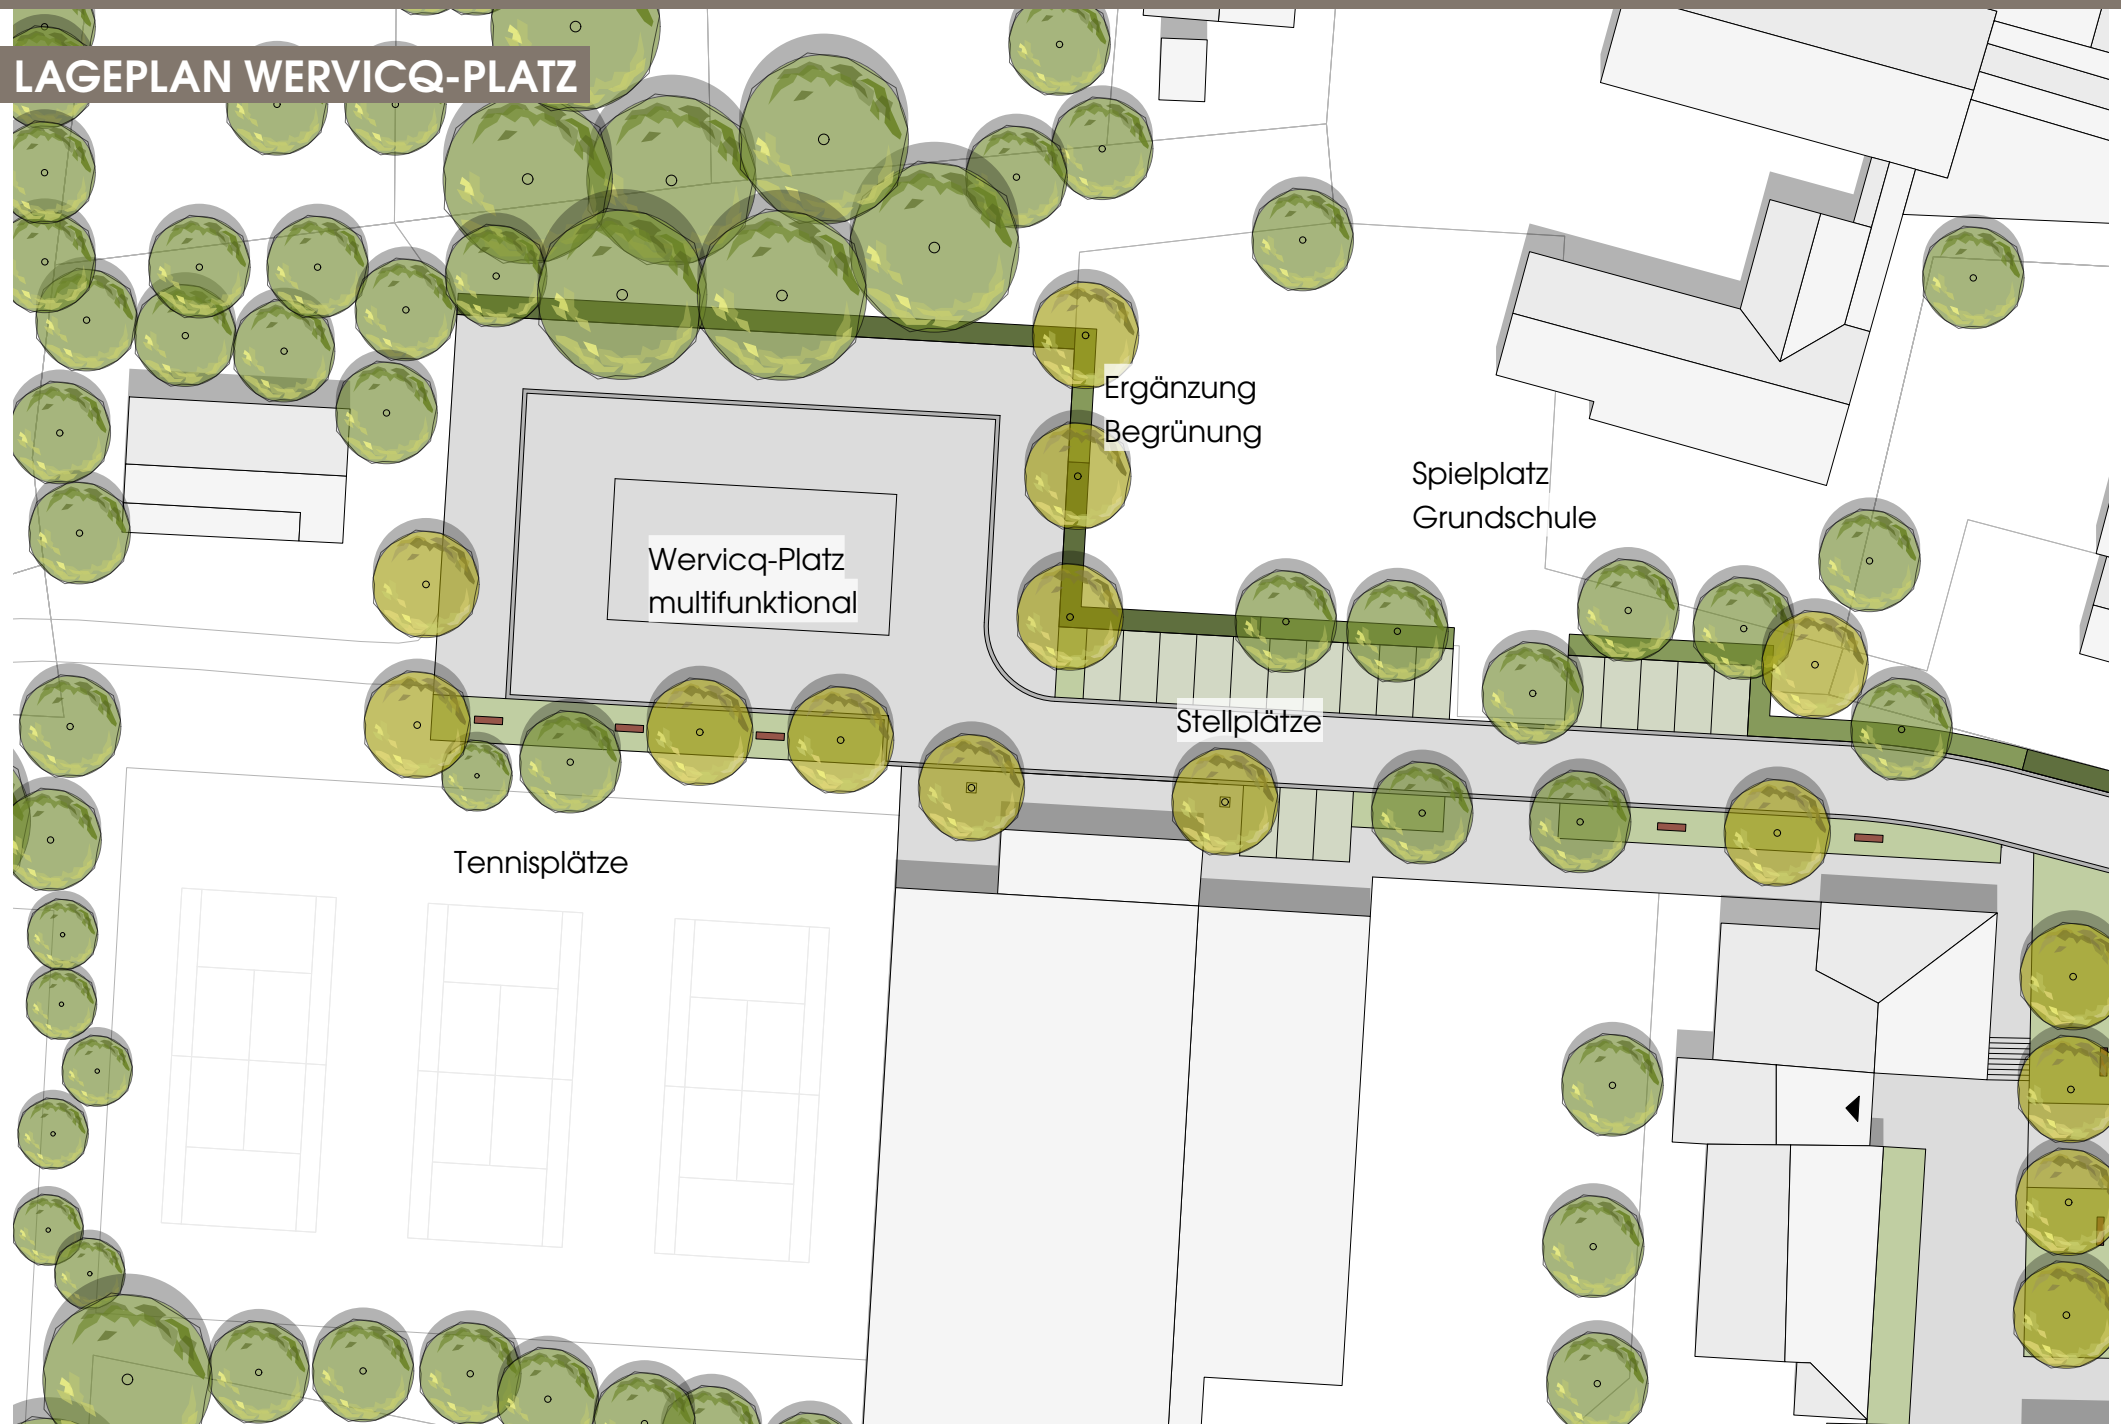 LAGEPLAN WERVICQ-PLATZ
Ergänzung
Begrünung
Spielplatz
Grundschule
Wervicq-Platz
multifunktional
Stellplätze
Tennisplätze